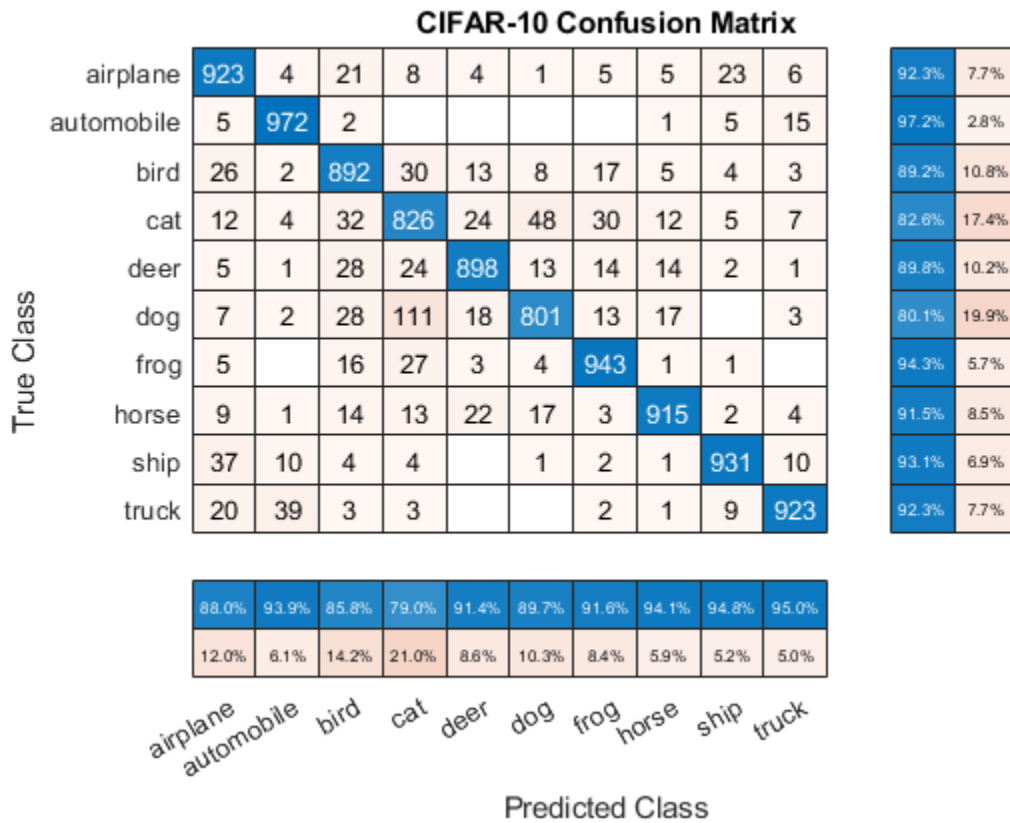 CIFAR-10 Confusion Matrix
airplane 923 4 21 8 4 1 5 5 23 6 92.3% 7.7%
automobile 5 972 2 1 5 15 97.2% 2.8%
bird 26 2 892 30 13 8 17 5 4 3 89.2% 10.8%
cat 12 4 32 826 24 48 30 12 5 7 82.6% 17.4%
deer 5 1 28 24 898 13 14 14 2 1 89.8% 10.2%
dog 7 2 28 111 18 801 13 17 3 80.1% 19.9%
frog 5 16 27 3 4 943 1 1 94.3% 5.7%
horse 9 1 14 13 22 17 3 915 2 4 91.5% 8.5%
ship 37 10 4 4 1 2 1 931 10 93.1% 6.9%
truck 20 39 3 3 2 1 9 923 92.3% 7.7%
True Class
88.0% 93.9% 85.8% 79.0% 91.4% 89.7% 91.6% 94.1% 94.8% 95.0%
12.0% 6.1% 14.2% 21.0% 8.6% 10.3% 8.4% 5.9% 5.2% 5.0%
airplane automobile bird cat deer dog frog horse ship truck
Predicted Class